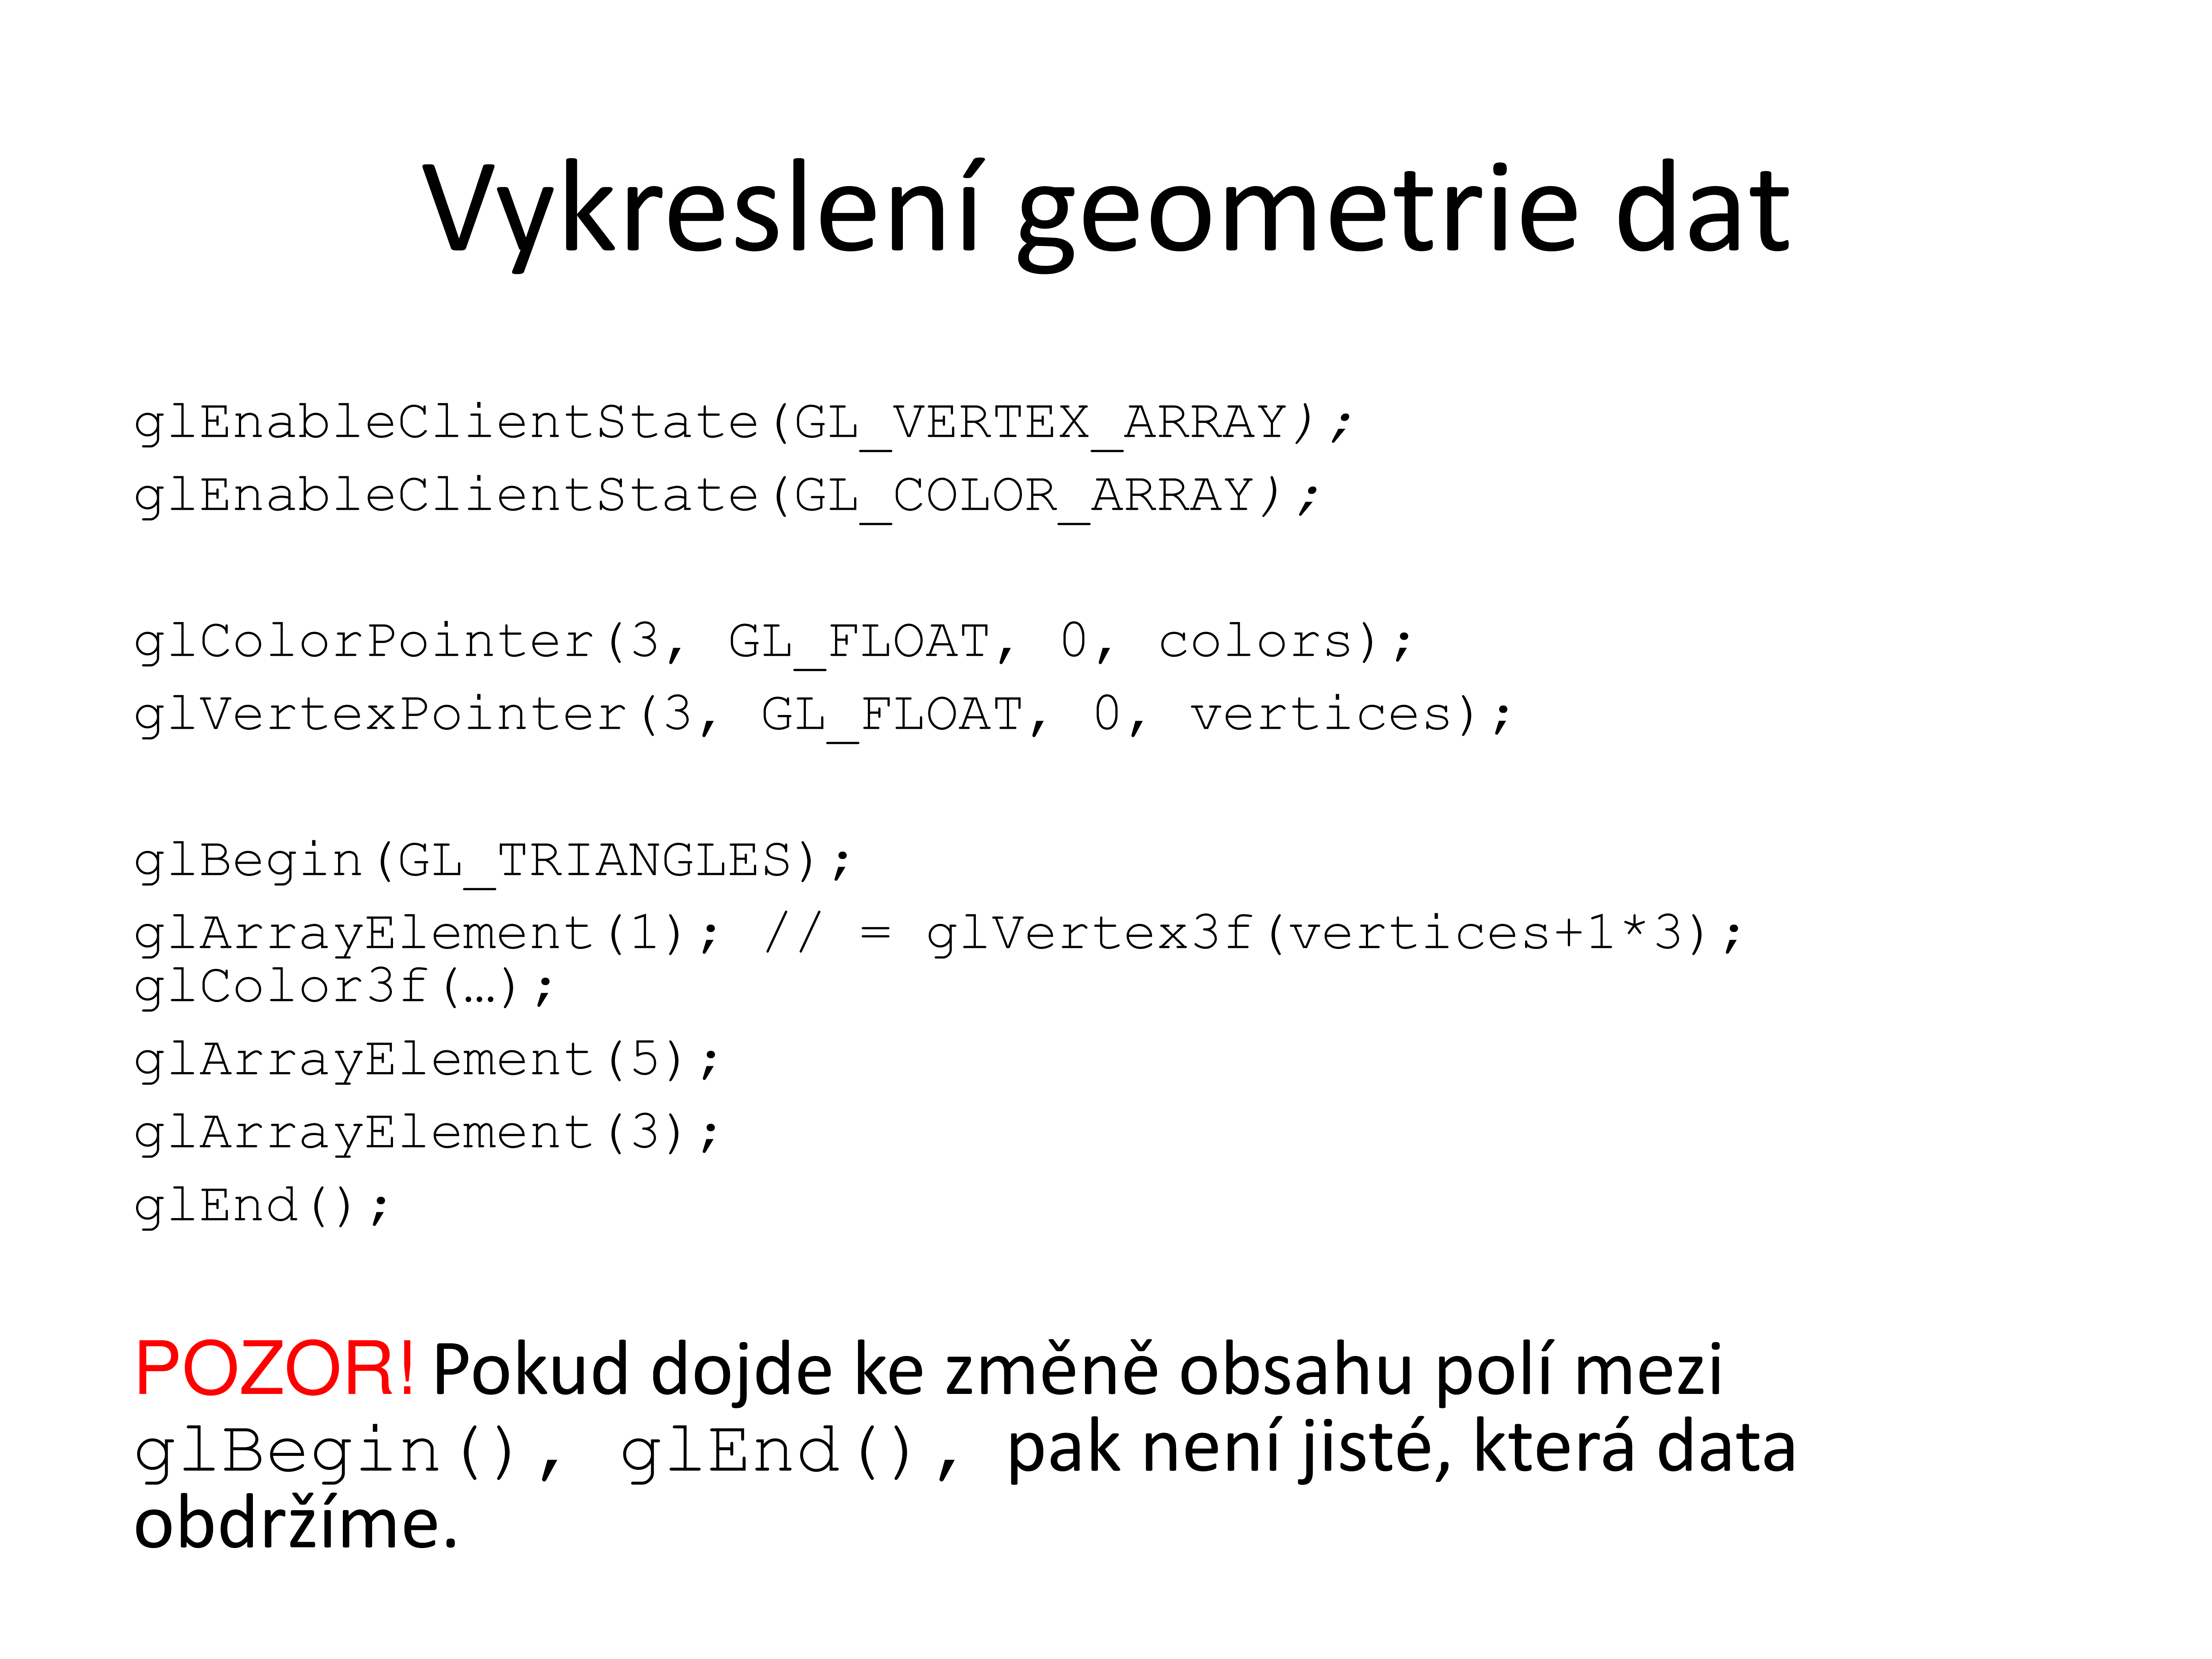 Vykreslení geometrie dat
glEnableClientState(GL_VERTEX_ARRAY);
glEnableClientState(GL_COLOR_ARRAY);
glColorPointer(3, GL_FLOAT, 0, colors);
glVertexPointer(3, GL_FLOAT, 0, vertices);
glBegin(GL_TRIANGLES);
glArrayElement(1); // = glVertex3f(vertices+1*3);
glColor3f(…);
glArrayElement(5);
glArrayElement(3);
glEnd();
POZOR! Pokud dojde ke změně obsahu polí mezi
glBegin(), glEnd(), pak není jisté, která data
obdržíme.